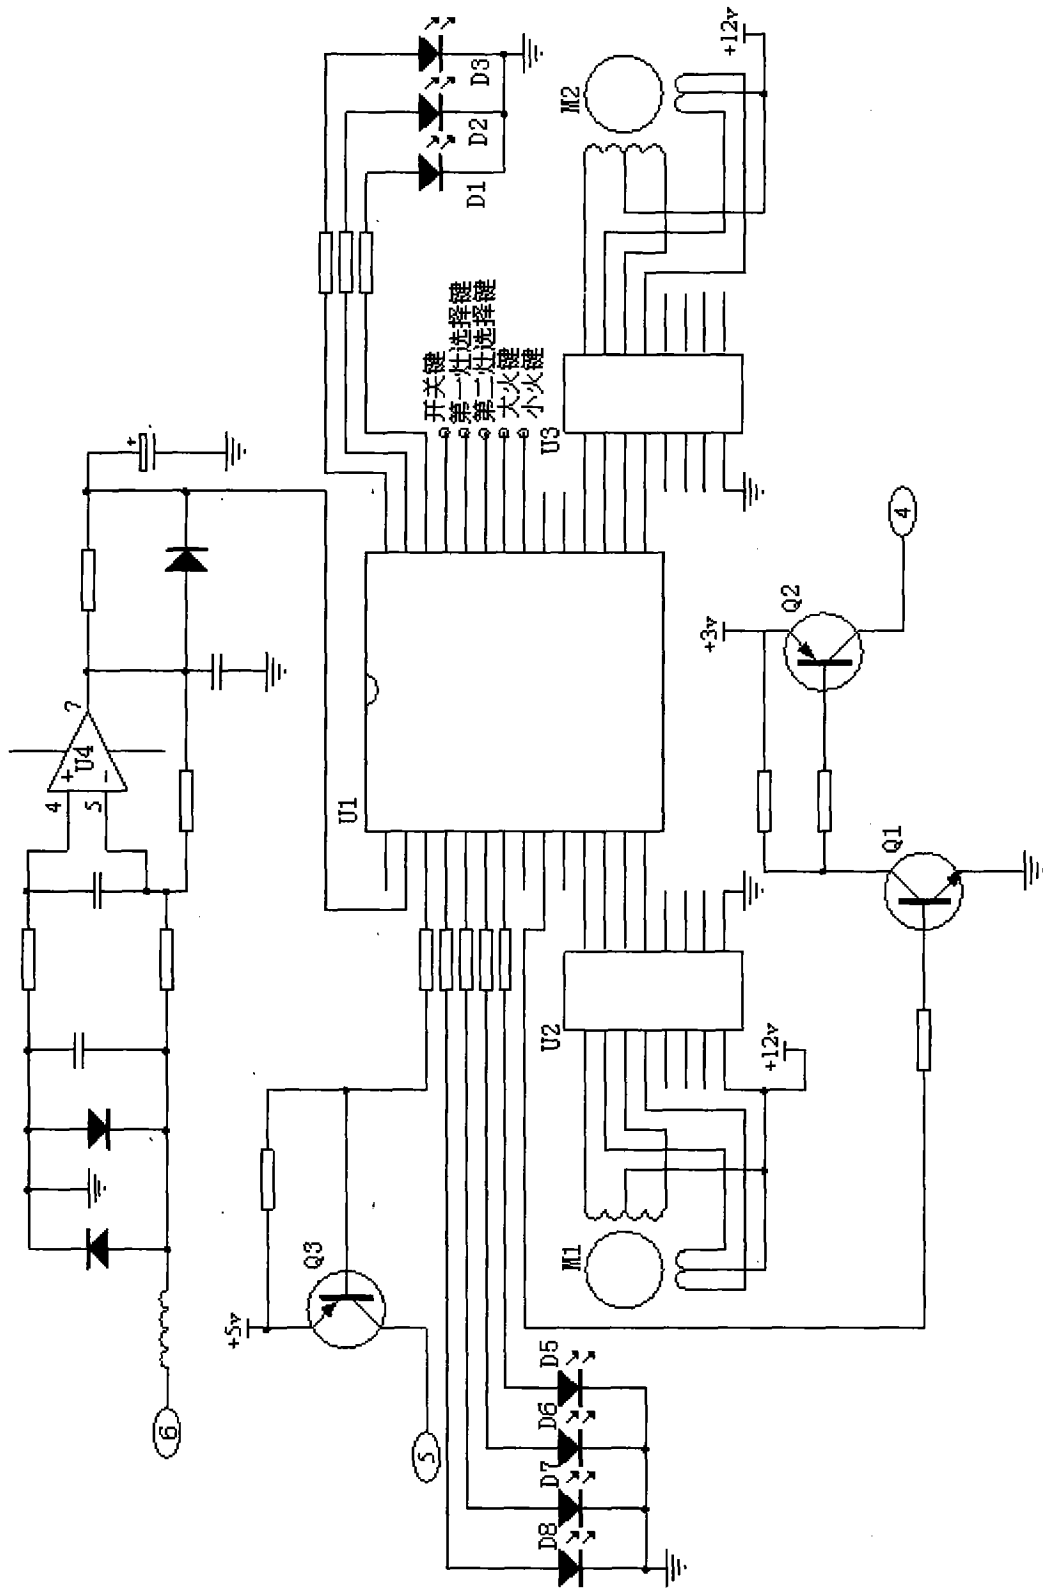 D3
D2
D1
M2
+12v
开关键
第一灶选择键
第二灶选择键
大火键
小火键
U3
+
7
U4
+
-
4
5
U1
+3v
Q2
4
Q1
U2
+12v
M1
Q3
+5v
6
5
D5
D6
D7
D8